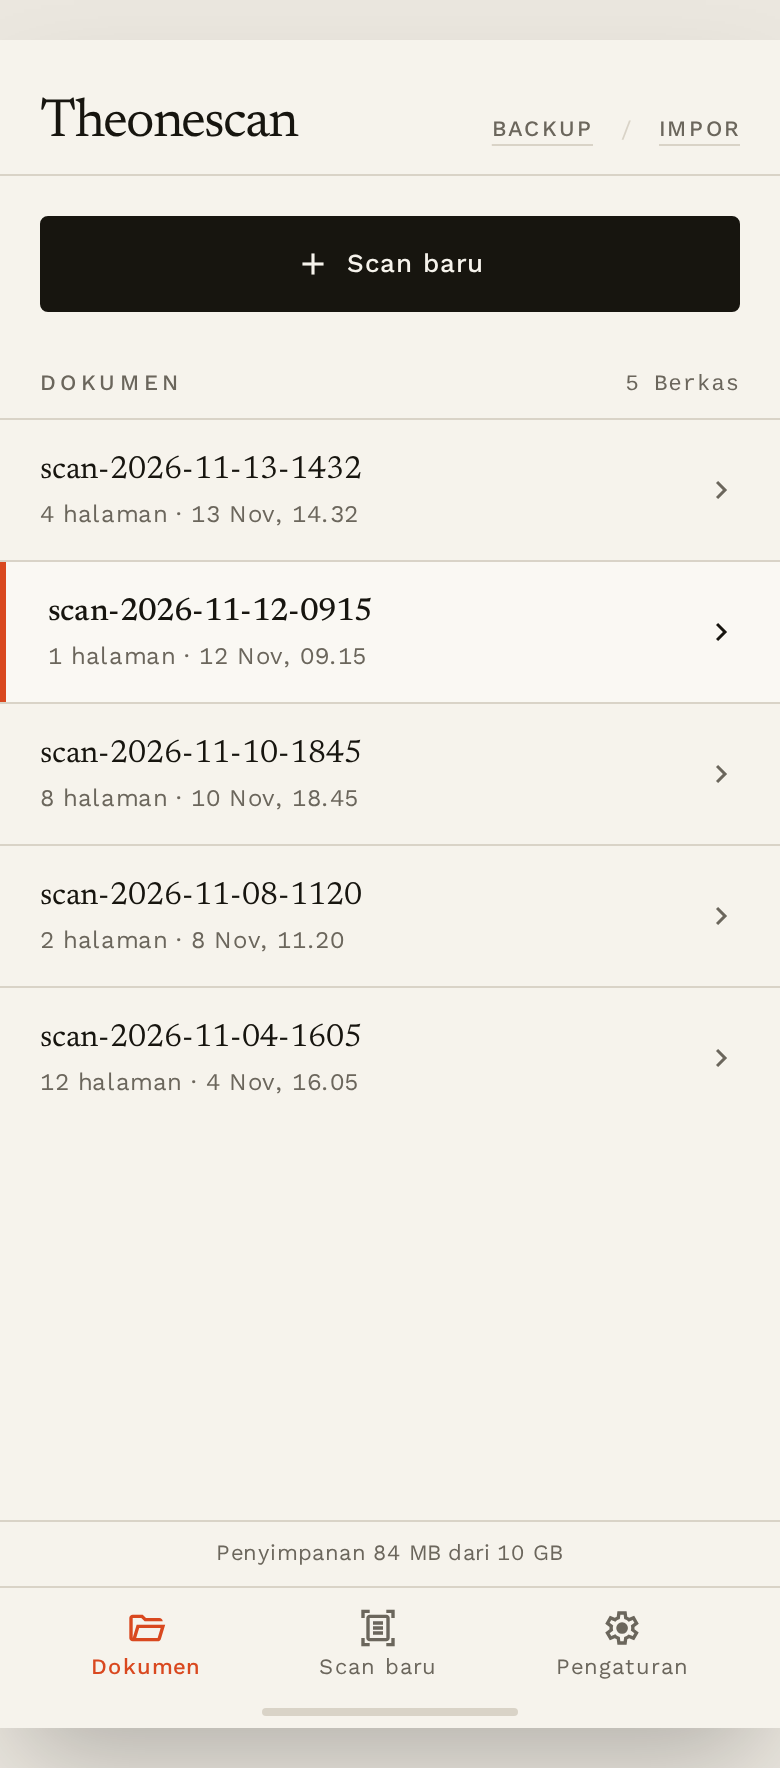 Theonescan
BACKUP / IMPOR
+ Scan baru
DOKUMEN 5 Berkas
scan-2026-11-13-1432
4 halaman · 13 Nov, 14.32
scan-2026-11-12-0915
1 halaman · 12 Nov, 09.15
scan-2026-11-10-1845
8 halaman · 10 Nov, 18.45
scan-2026-11-08-1120
2 halaman · 8 Nov, 11.20
scan-2026-11-04-1605
12 halaman · 4 Nov, 16.05
Penyimpanan 84 MB dari 10 GB
Dokumen Scan baru Pengaturan